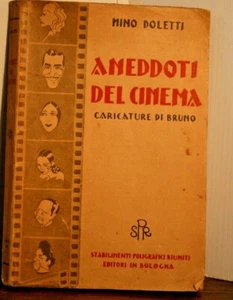 MINO DOLETTI
ANEDDOTI
DEL CINEMA
CARICATURE DI BRUNO
SPR
STABILIMENTI POLIGRAFICI RIUNITI
EDITORI IN BOLOGNA